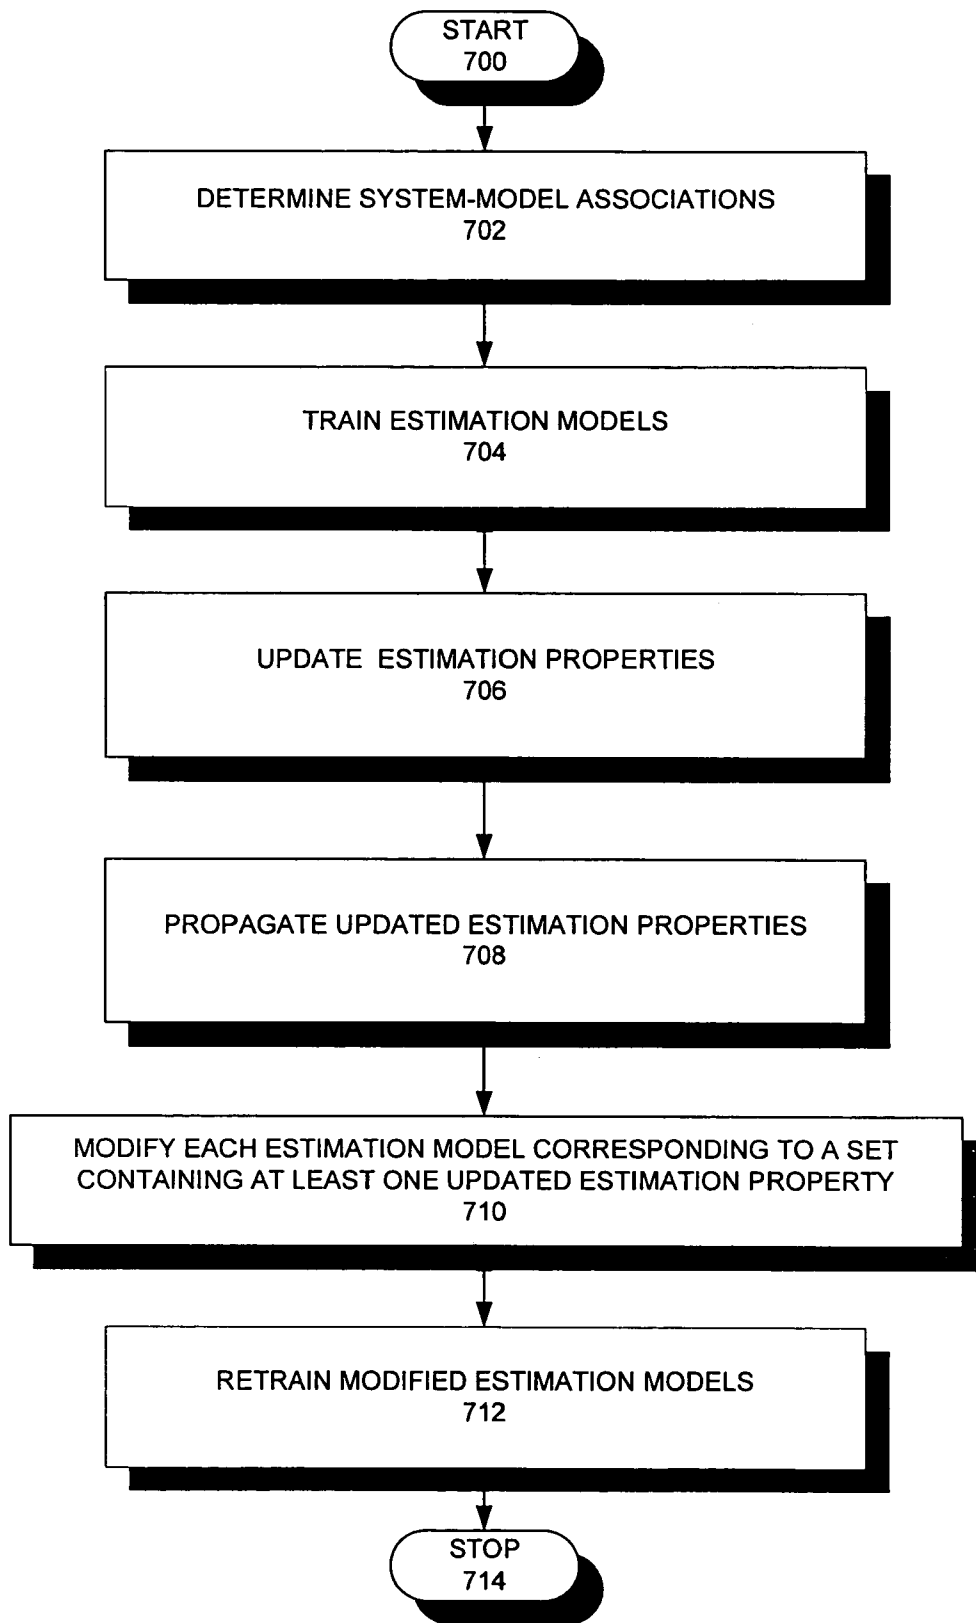 START
700
DETERMINE SYSTEM-MODEL ASSOCIATIONS
702
TRAIN ESTIMATION MODELS
704
UPDATE ESTIMATION PROPERTIES
706
PROPAGATE UPDATED ESTIMATION PROPERTIES
708
MODIFY EACH ESTIMATION MODEL CORRESPONDING TO A SET
CONTAINING AT LEAST ONE UPDATED ESTIMATION PROPERTY
710
RETRAIN MODIFIED ESTIMATION MODELS
712
STOP
714